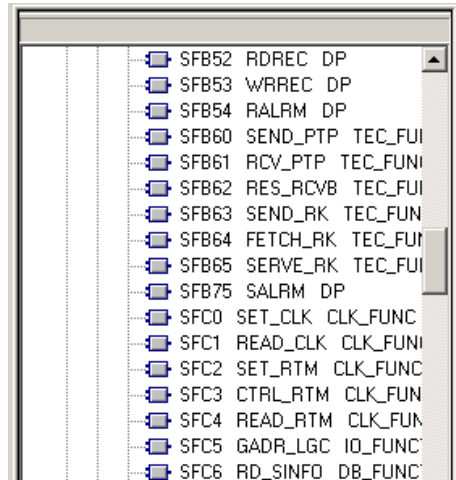 SFB52 RDREC DP
SFB53 WRREC DP
SFB54 RALRM DP
SFB60 SEND_PTP TEC_FU
SFB61 RCV_PTP TEC_FUN
SFB62 RES_RCVB TEC_FU
SFB63 SEND_RK TEC_FUN
SFB64 FETCH_RK TEC_FU
SFB65 SERVE_RK TEC_FU
SFB75 SALRM DP
SFC0 SET_CLK CLK_FUNC
SFC1 READ_CLK CLK_FUN
SFC2 SET_RTM CLK_FUNC
SFC3 CTRL_RTM CLK_FUN
SFC4 READ_RTM CLK_FUN
SFC5 GADR_LGC IO_FUNC
SFC6 RD_SINFO DB_FUNC